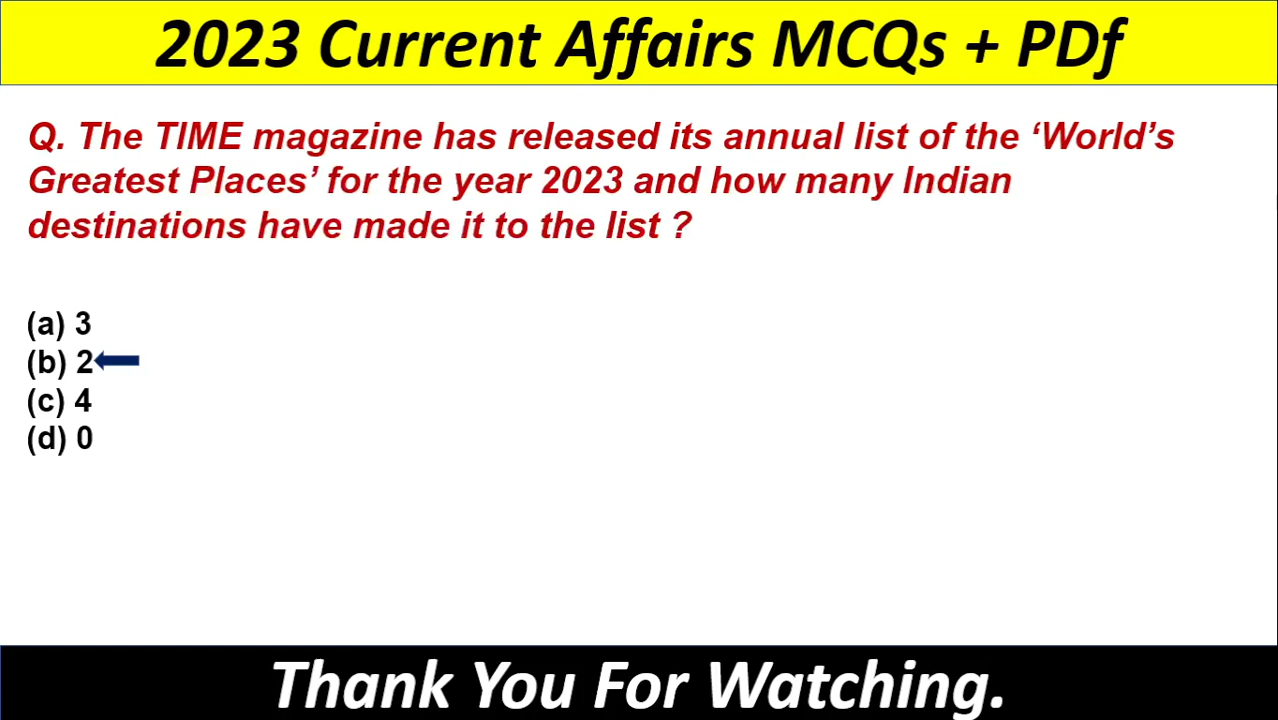 2023 Current Affairs MCQs + PDf
Q. The TIME magazine has released its annual list of the ‘World’s
Greatest Places’ for the year 2023 and how many Indian
destinations have made it to the list ?
(a) 3
(b) 2
(c) 4
(d) 0
Thank You For Watching.